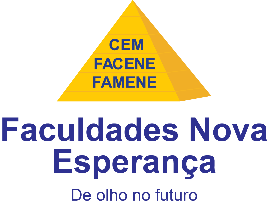 CEM
FACENE
FAMENE
Faculdades Nova
Esperança
De olho no futuro